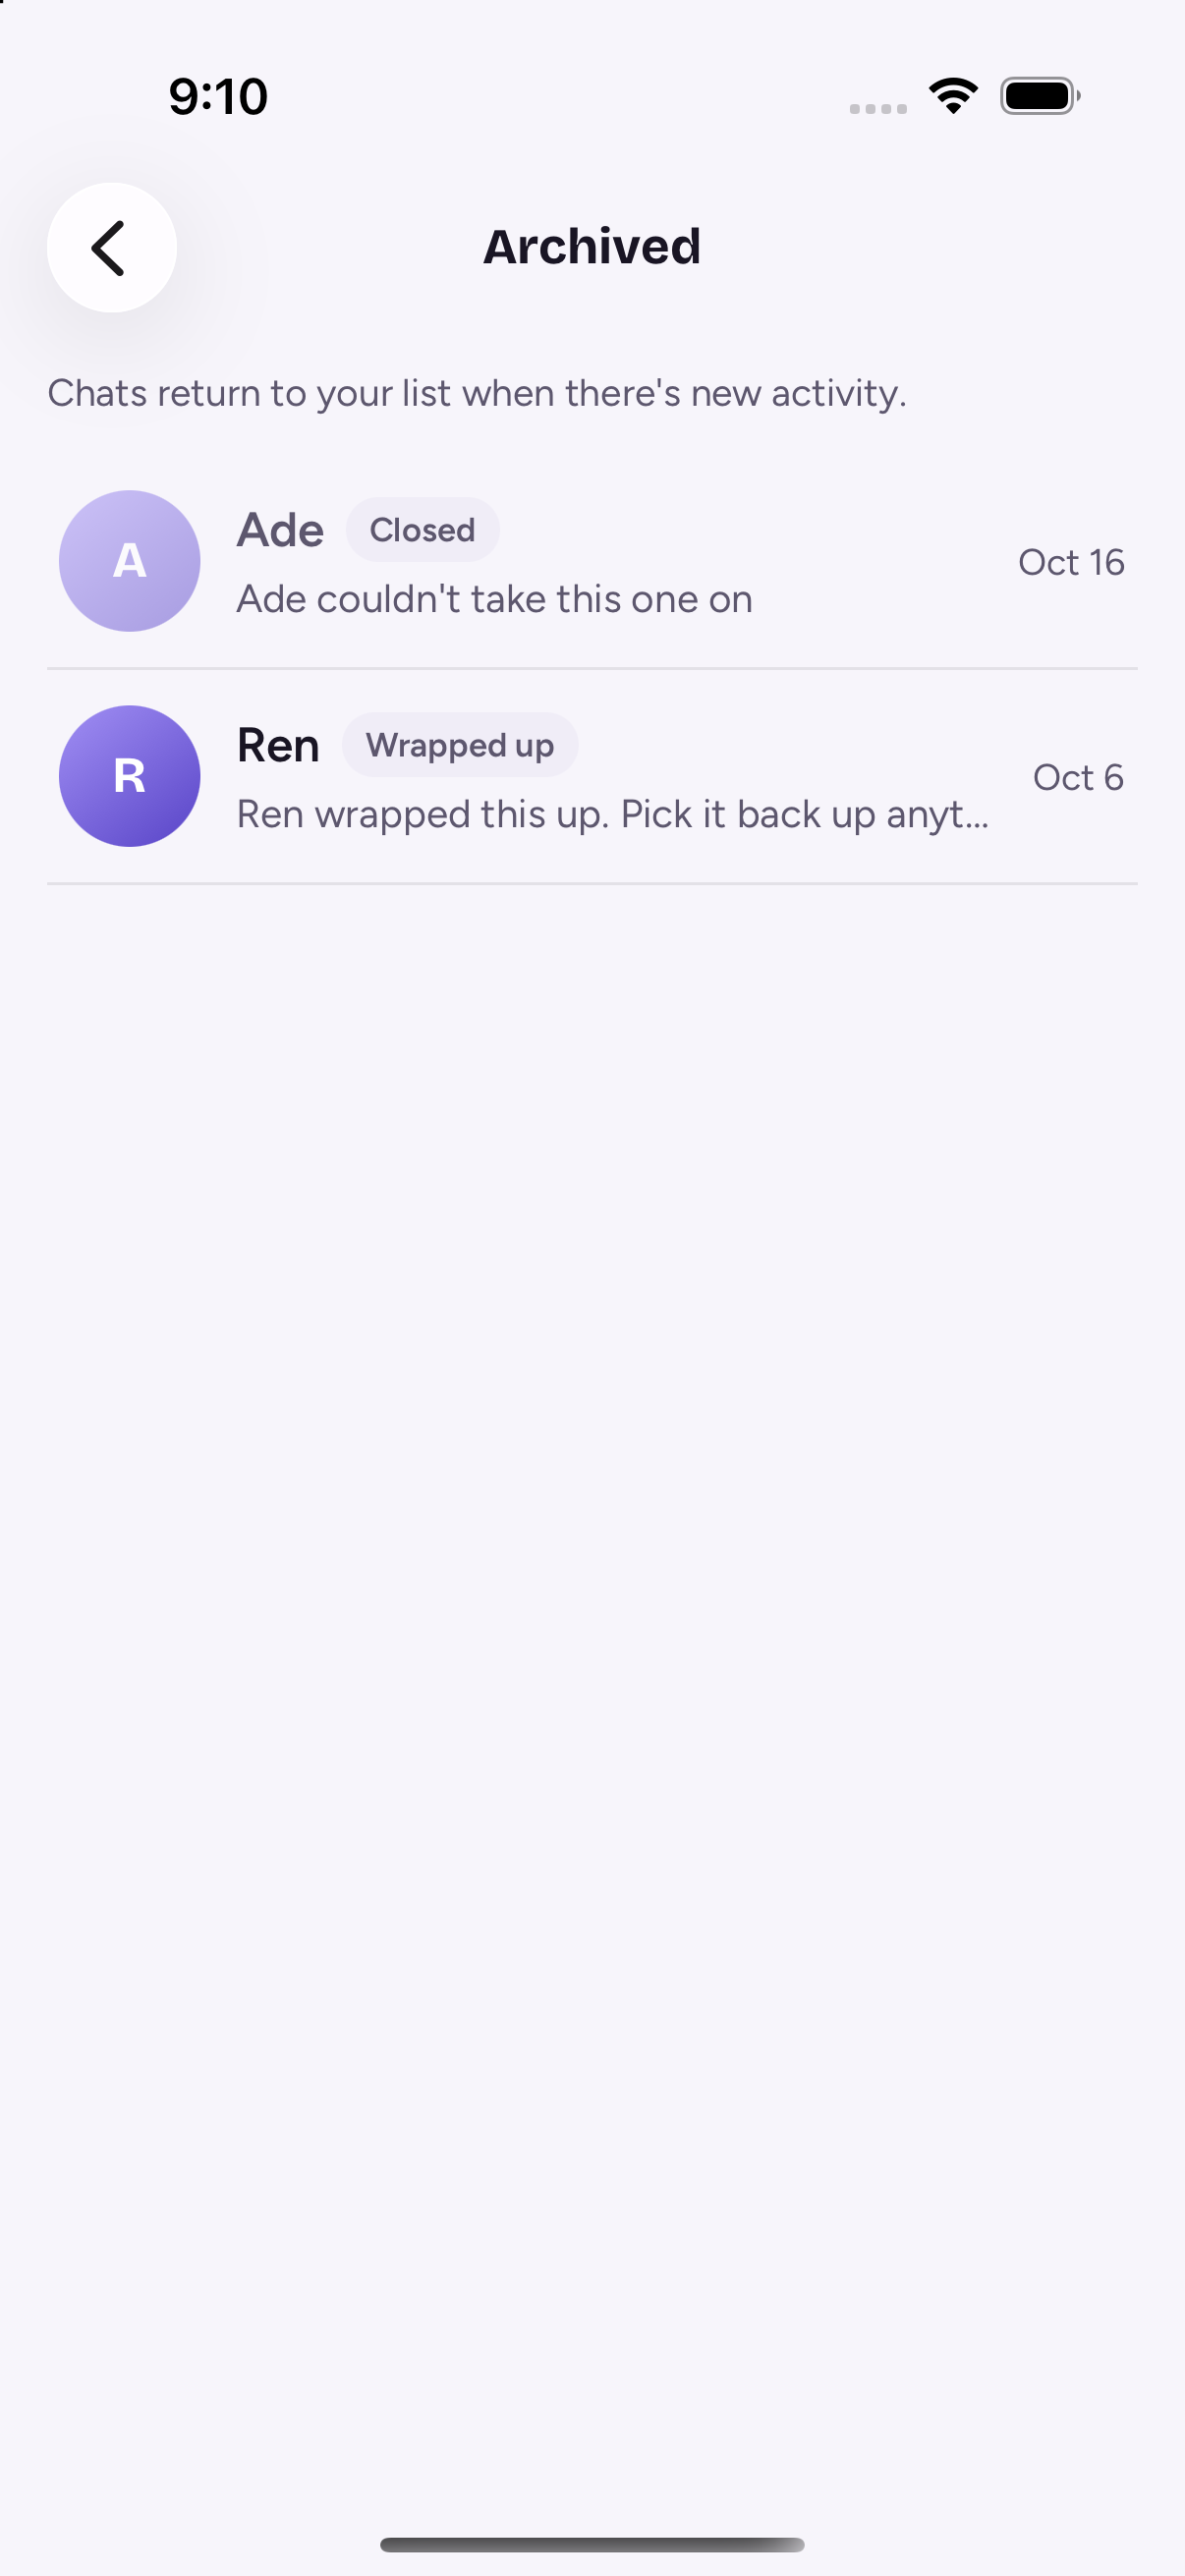 9:10
Archived
Chats return to your list when there's new activity.
A
Ade
Closed
Ade couldn't take this one on
Oct 16
R
Ren
Wrapped up
Ren wrapped this up. Pick it back up anyt...
Oct 6